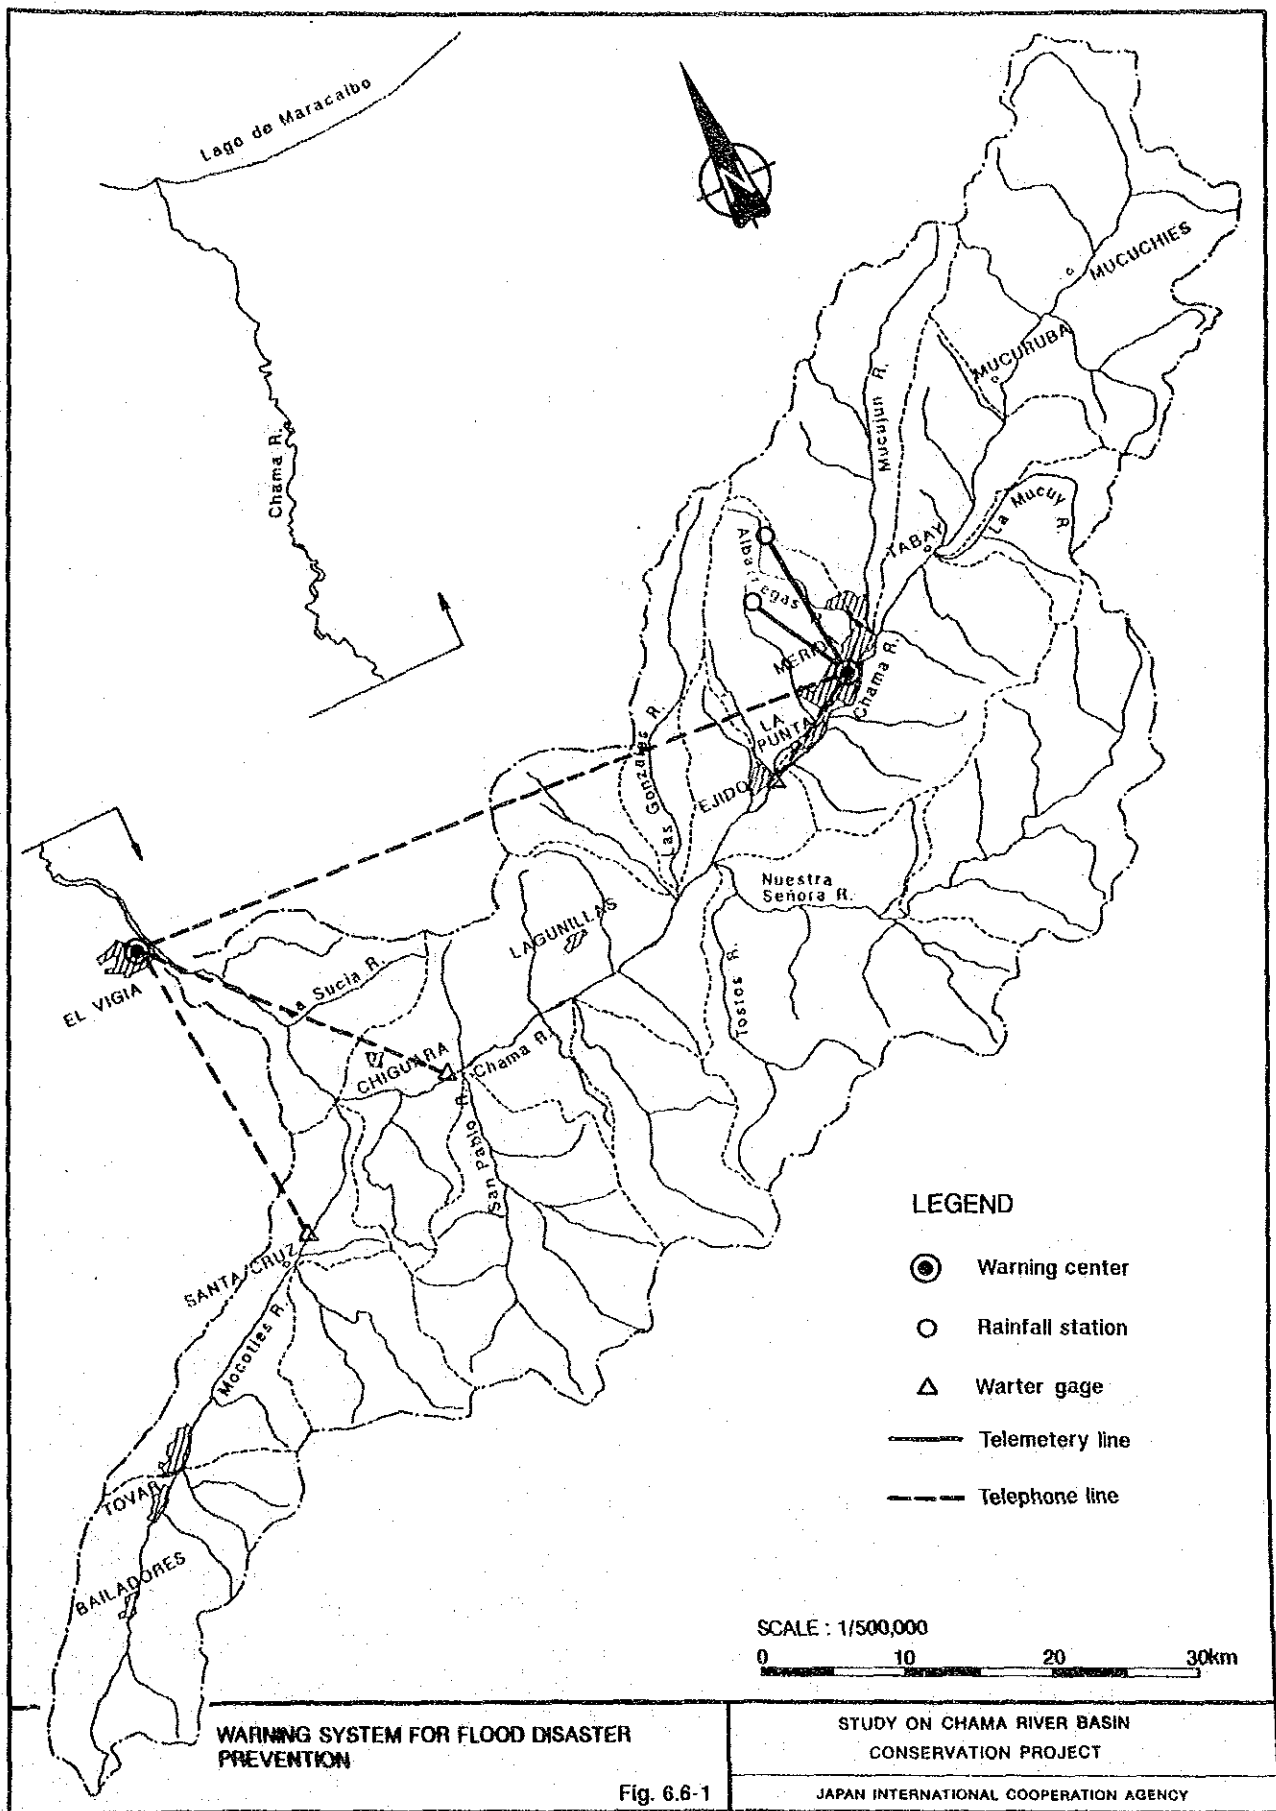 Lago de Maracaibo
N
MUCUCHIES
MUCURUBA
Mucujun R.
Chama R.
La Mucuy R.
TABAY
Albarregas R.
MERIDA
Chama R.
LA PUNTA
Las Gonzales R.
EJIDO
Nuestra
Señora R.
LAGUNILLAS
Tostos R.
La Sucia R.
EL VIGIA
CHIGUARA
Chama R.
San Pablo R.
SANTA CRUZ
Mocoties R.
TOVAR
BAILADORES
LEGEND
Warning center
Rainfall station
Warter gage
Telemetery line
Telephone line
SCALE : 1/500,000
0 10 20 30km
WARNING SYSTEM FOR FLOOD DISASTER
PREVENTION
Fig. 6.6-1
STUDY ON CHAMA RIVER BASIN
CONSERVATION PROJECT
JAPAN INTERNATIONAL COOPERATION AGENCY